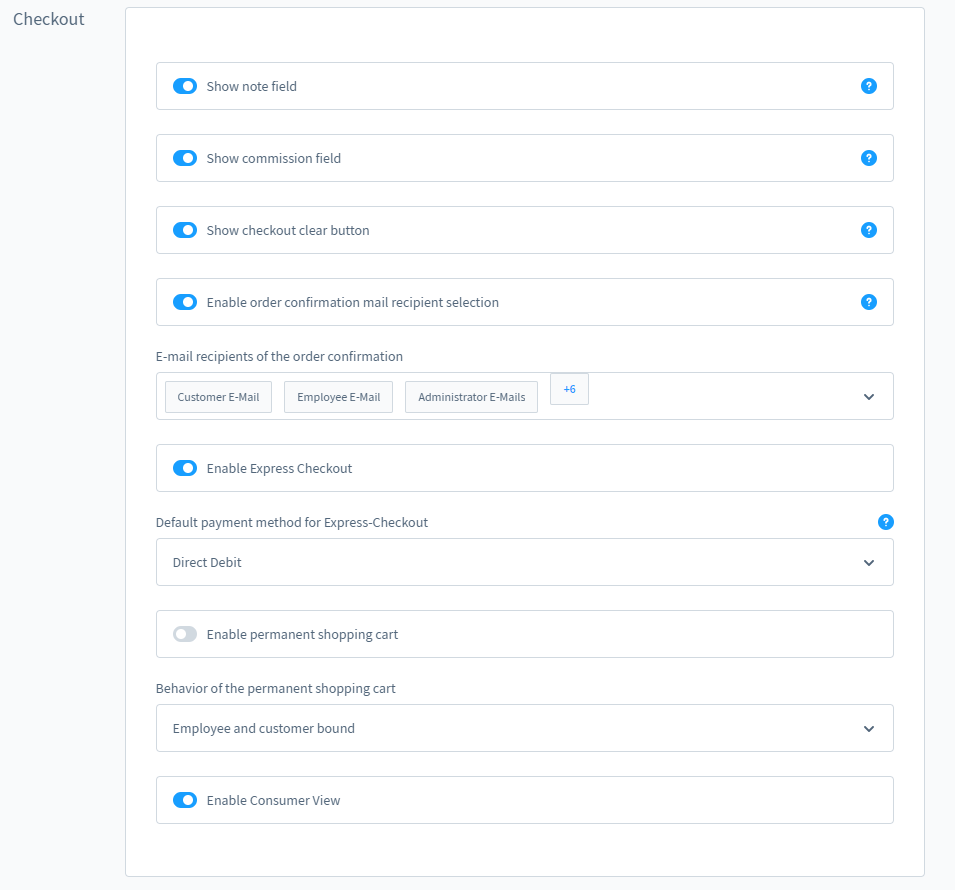 Checkout
Show note field ?
Show commission field ?
Show checkout clear button ?
Enable order confirmation mail recipient selection ?
E-mail recipients of the order confirmation
Customer E-Mail Employee E-Mail Administrator E-Mails +6
Enable Express Checkout
Default payment method for Express-Checkout ?
Direct Debit
Enable permanent shopping cart
Behavior of the permanent shopping cart
Employee and customer bound
Enable Consumer View